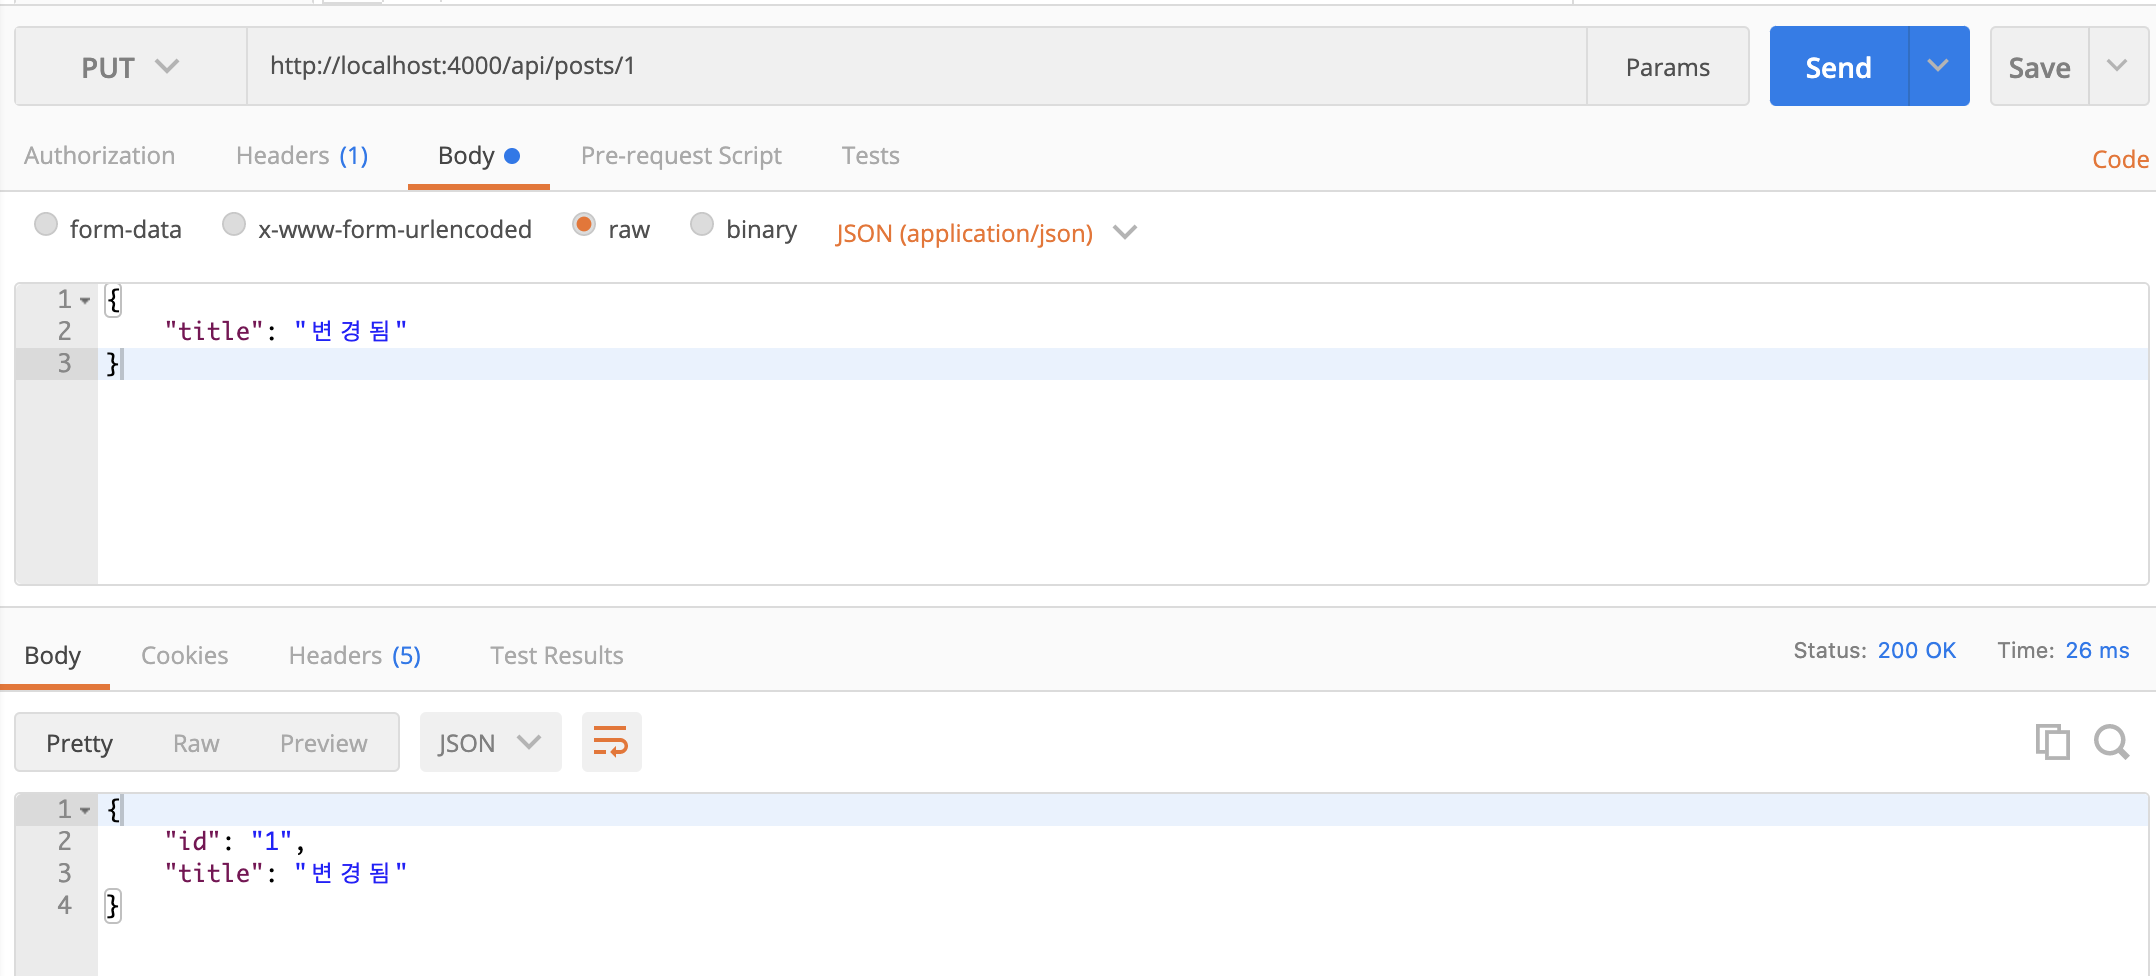 PUT http://localhost:4000/api/posts/1 Params Send Save
Authorization Headers (1) Body Pre-request Script Tests Code
form-data x-www-form-urlencoded raw binary JSON (application/json)
1 {
2 "title": "변경됨"
3 }
Body Cookies Headers (5) Test Results Status: 200 OK Time: 26 ms
Pretty Raw Preview JSON
1 {
2 "id": "1",
3 "title": "변경됨"
4 }